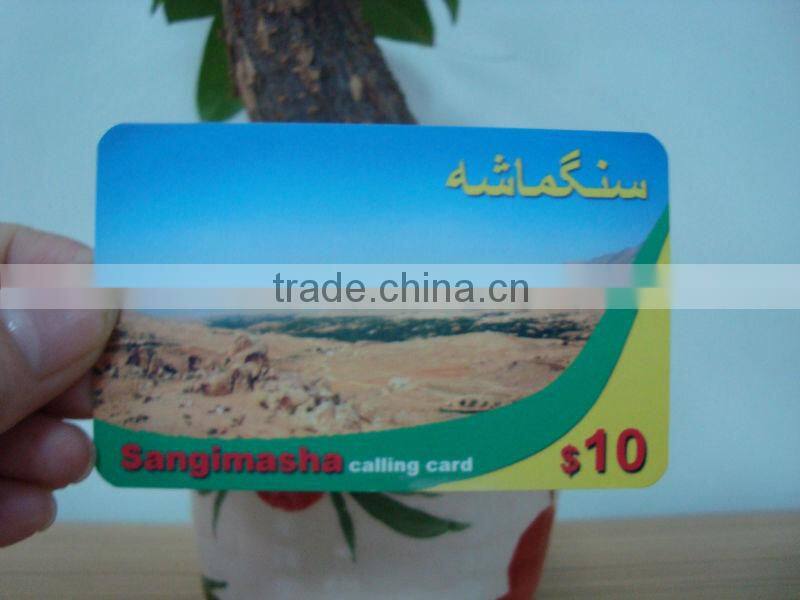 سنگماشه
trade.china.cn
Sangimasha calling card
$10